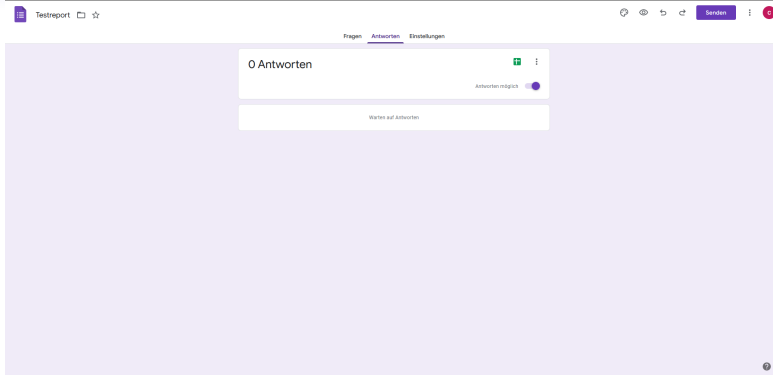 Testreport
Senden
C
Fragen Antworten Einstellungen
0 Antworten
Antworten möglich
Warten auf Antworten